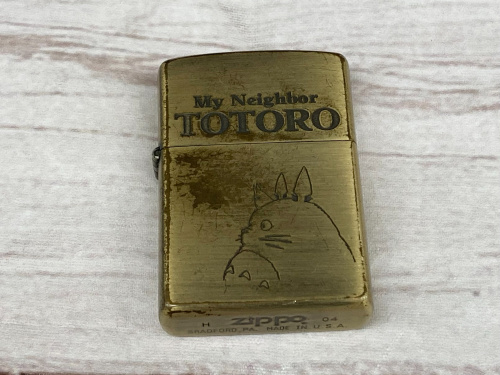 My Neighbor
TOTORO
H zippo 04
BRADFORD, PA. MADE IN U.S.A.